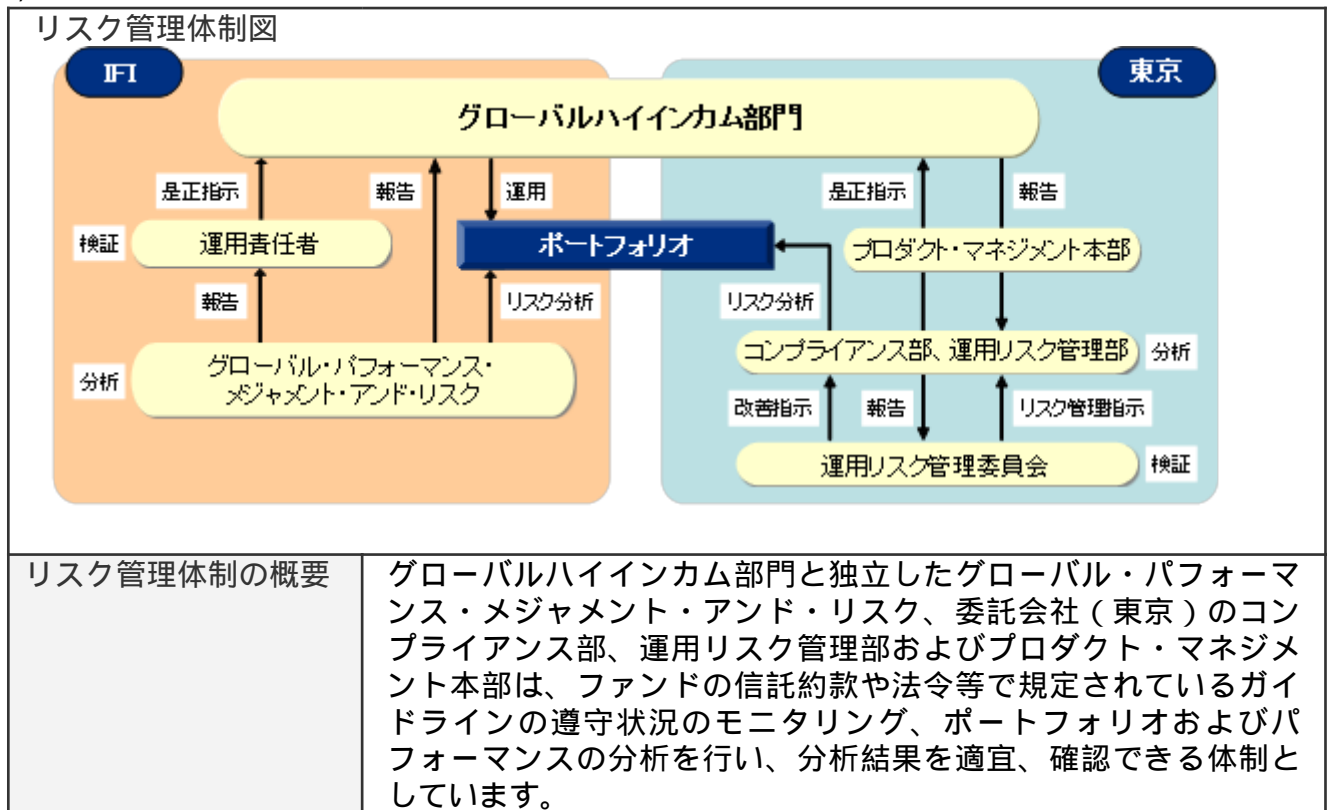 リスク管理体制図
IFI
東京
グローバルハイインカム部門
是正指示
報告
運用
是正指示
報告
検証
運用責任者
ポートフォリオ
プロダクト・マネジメント本部
報告
リスク分析
リスク分析
分析
グローバル・パフォーマンス・
メジャメント・アンド・リスク
コンプライアンス部、運用リスク管理部
分析
改善指示
報告
リスク管理指示
運用リスク管理委員会
検証
リスク管理体制の概要
グローバルハイインカム部門と独立したグローバル・パフォーマ
ンス・メジャメント・アンド・リスク、委託会社(東京)のコン
プライアンス部、運用リスク管理部およびプロダクト・マネジメ
ント本部は、ファンドの信託約款や法令等で規定されているガイ
ドラインの遵守状況のモニタリング、ポートフォリオおよびパ
フォーマンスの分析を行い、分析結果を適宜、確認できる体制と
しています。